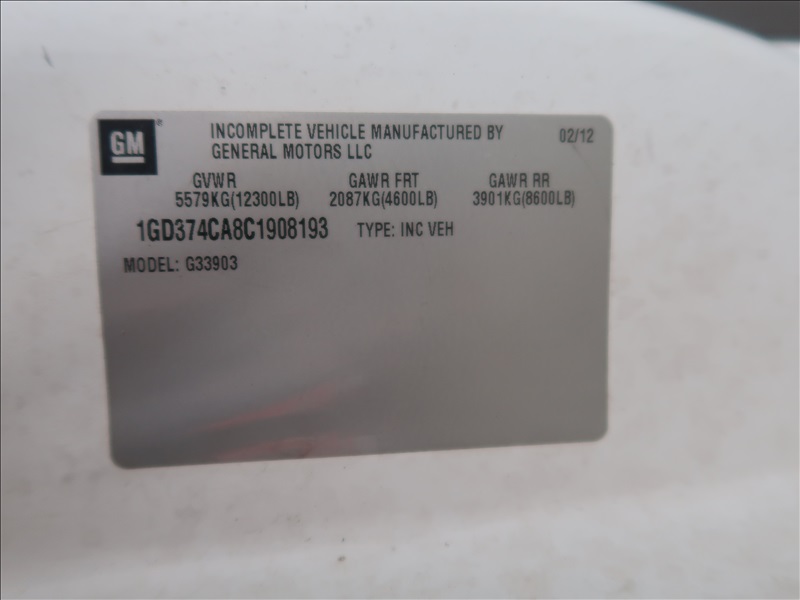 GM
INCOMPLETE VEHICLE MANUFACTURED BY 02/12
GENERAL MOTORS LLC
GVWR GAWR FRT GAWR RR
5579KG(12300LB) 2087KG(4600LB) 3901KG(8600LB)
1GD374CA8C1908193 TYPE: INC VEH
MODEL: G33903